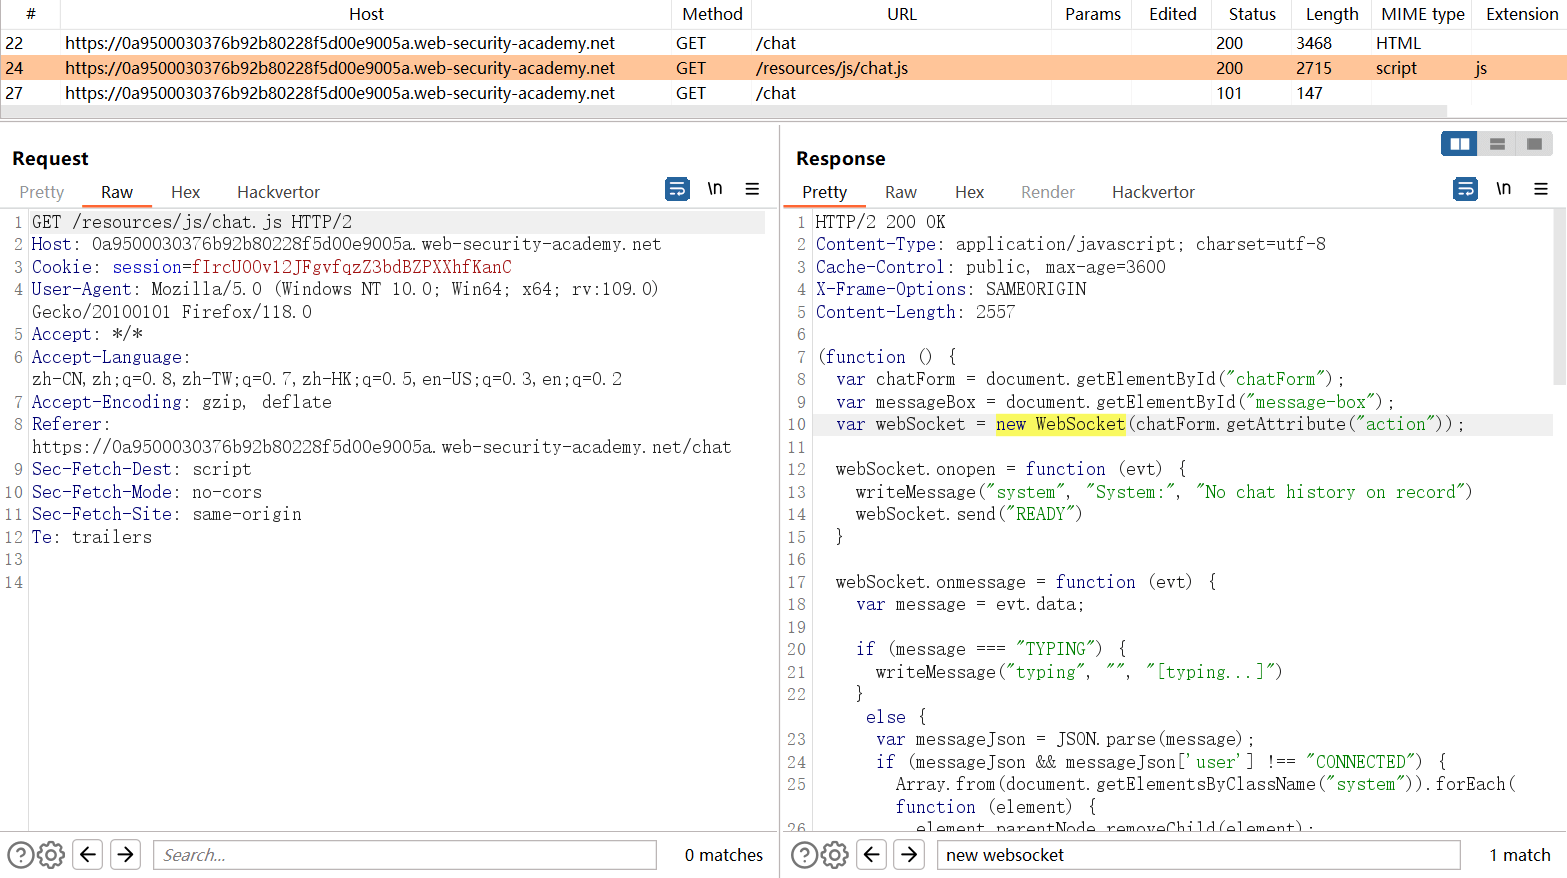 # Host Method URL Params Edited Status Length MIME type Extension
22 https://0a9500030376b92b80228f5d00e9005a.web-security-academy.net GET /chat 200 3468 HTML
24 https://0a9500030376b92b80228f5d00e9005a.web-security-academy.net GET /resources/js/chat.js 200 2715 script js
27 https://0a9500030376b92b80228f5d00e9005a.web-security-academy.net GET /chat 101 147
Request
Pretty Raw Hex Hackvertor \n
1 GET /resources/js/chat.js HTTP/2
2 Host: 0a9500030376b92b80228f5d00e9005a.web-security-academy.net
3 Cookie: session=fIrcU00v12JFgvfqzZ3bdBZPXXhfKanC
4 User-Agent: Mozilla/5.0 (Windows NT 10.0; Win64; x64; rv:109.0)
Gecko/20100101 Firefox/118.0
5 Accept: */*
6 Accept-Language:
zh-CN,zh;q=0.8,zh-TW;q=0.7,zh-HK;q=0.5,en-US;q=0.3,en;q=0.2
7 Accept-Encoding: gzip, deflate
8 Referer:
https://0a9500030376b92b80228f5d00e9005a.web-security-academy.net/chat
9 Sec-Fetch-Dest: script
10 Sec-Fetch-Mode: no-cors
11 Sec-Fetch-Site: same-origin
12 Te: trailers
13
14
Search...
0 matches
Response
Pretty Raw Hex Render Hackvertor \n
1 HTTP/2 200 OK
2 Content-Type: application/javascript; charset=utf-8
3 Cache-Control: public, max-age=3600
4 X-Frame-Options: SAMEORIGIN
5 Content-Length: 2557
6
7 (function () {
8 var chatForm = document.getElementById("chatForm");
9 var messageBox = document.getElementById("message-box");
10 var webSocket = new WebSocket(chatForm.getAttribute("action"));
11
12 webSocket.onopen = function (evt) {
13 writeMessage("system", "System:", "No chat history on record")
14 webSocket.send("READY")
15 }
16
17 webSocket.onmessage = function (evt) {
18 var message = evt.data;
19
20 if (message === "TYPING") {
21 writeMessage("typing", "", "[typing...]")
22 }
else {
23 var messageJson = JSON.parse(message);
24 if (messageJson && messageJson['user'] !== "CONNECTED") {
25 Array.from(document.getElementsByClassName("system")).forEach(
function (element) {
26 element.parentNode.removeChild(element);
new websocket
1 match